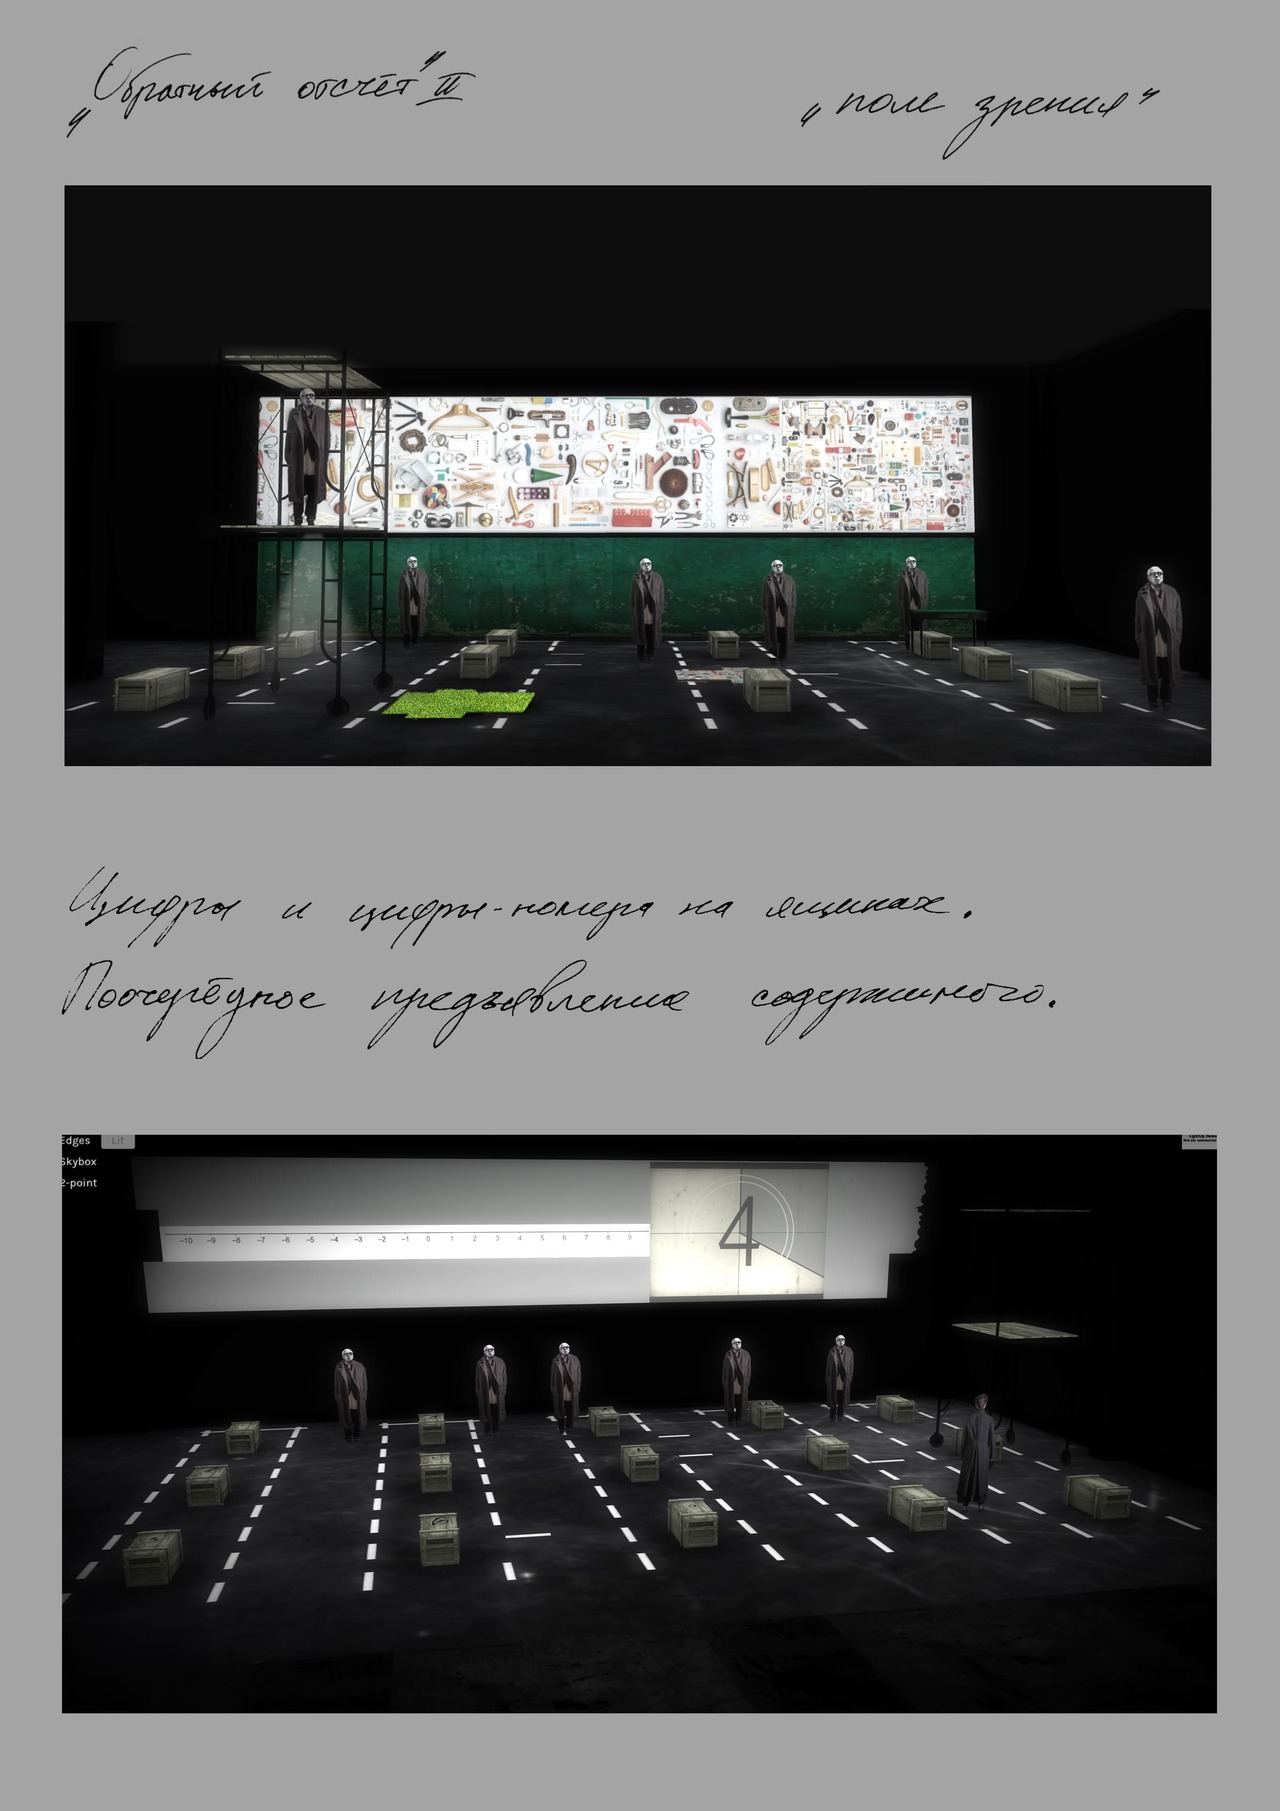 „Обратный отсчёт" II
„поле зрения"
Цифры и цифры-номера на ящиках.
Поочерёдное предъявление содержимого.
Edges Lit
Skybox
2-point
−10 −9 −8 −7 −6 −5 −4 −3 −2 −1 0 1 2 3 4 5 6 7 8 9
4